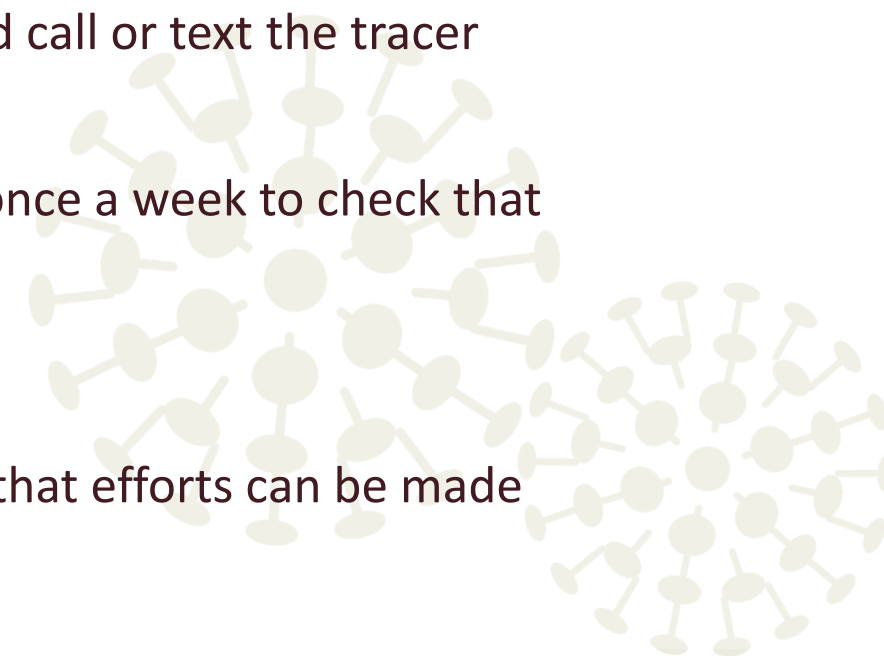 call or text the tracer
once a week to check that
that efforts can be made